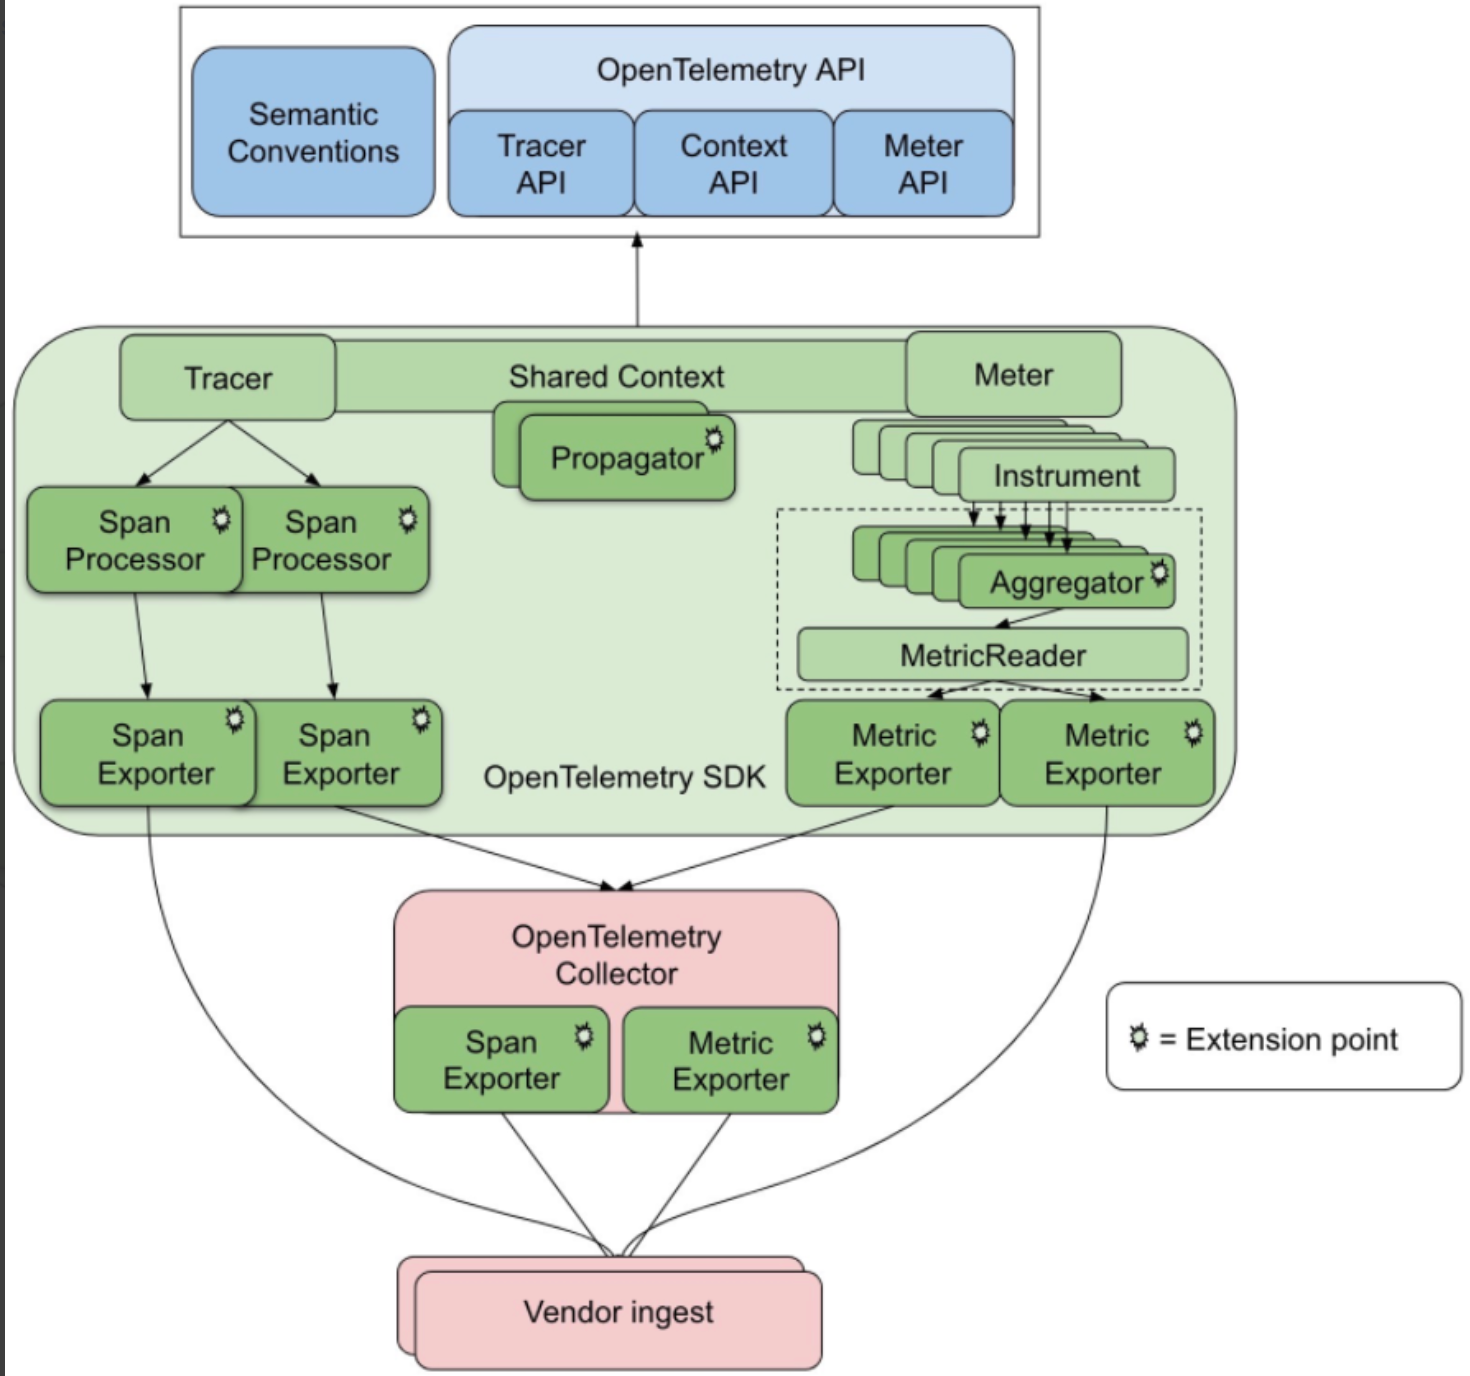 OpenTelemetry API
Semantic
Conventions
Tracer
API
Context
API
Meter
API
Tracer
Shared Context
Meter
Propagator
Instrument
Span
Processor
Span
Processor
Aggregator
MetricReader
Span
Exporter
Span
Exporter
OpenTelemetry SDK
Metric
Exporter
Metric
Exporter
OpenTelemetry
Collector
Span
Exporter
Metric
Exporter
= Extension point
Vendor ingest